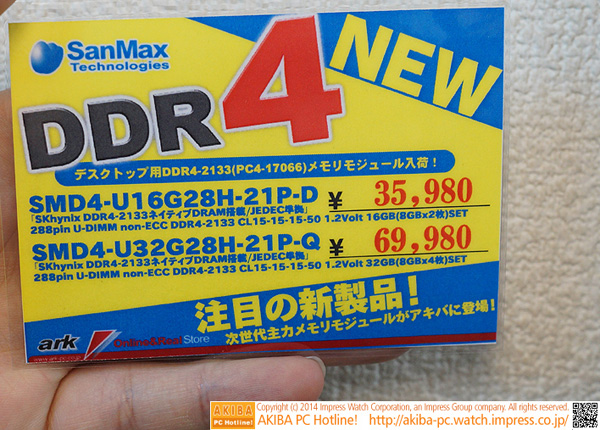 SanMax
Technologies
DDR4
NEW
デスクトップ用DDR4-2133(PC4-17066)メモリモジュール入荷！
SMD4-U16G28H-21P-D ¥ 35,980
「SKhynix DDR4-2133ネイティブDRAM搭載/JEDEC準拠」
288pin U-DIMM non-ECC DDR4-2133 CL15-15-15-50 1.2Volt 16GB(8GBx2枚)SET
SMD4-U32G28H-21P-Q ¥ 69,980
「SKhynix DDR4-2133ネイティブDRAM搭載/JEDEC準拠」
288pin U-DIMM non-ECC DDR4-2133 CL15-15-15-50 1.2Volt 32GB(8GBx4枚)SET
注目の新製品！
次世代主力メモリモジュールがアキバに登場！
ark Online&Real Store
AKIBA PC Hotline!
Copyright (c) 2014 Impress Watch Corporation, an Impress Group company. All rights reserved.
AKIBA PC Hotline! http://akiba-pc.watch.impress.co.jp/